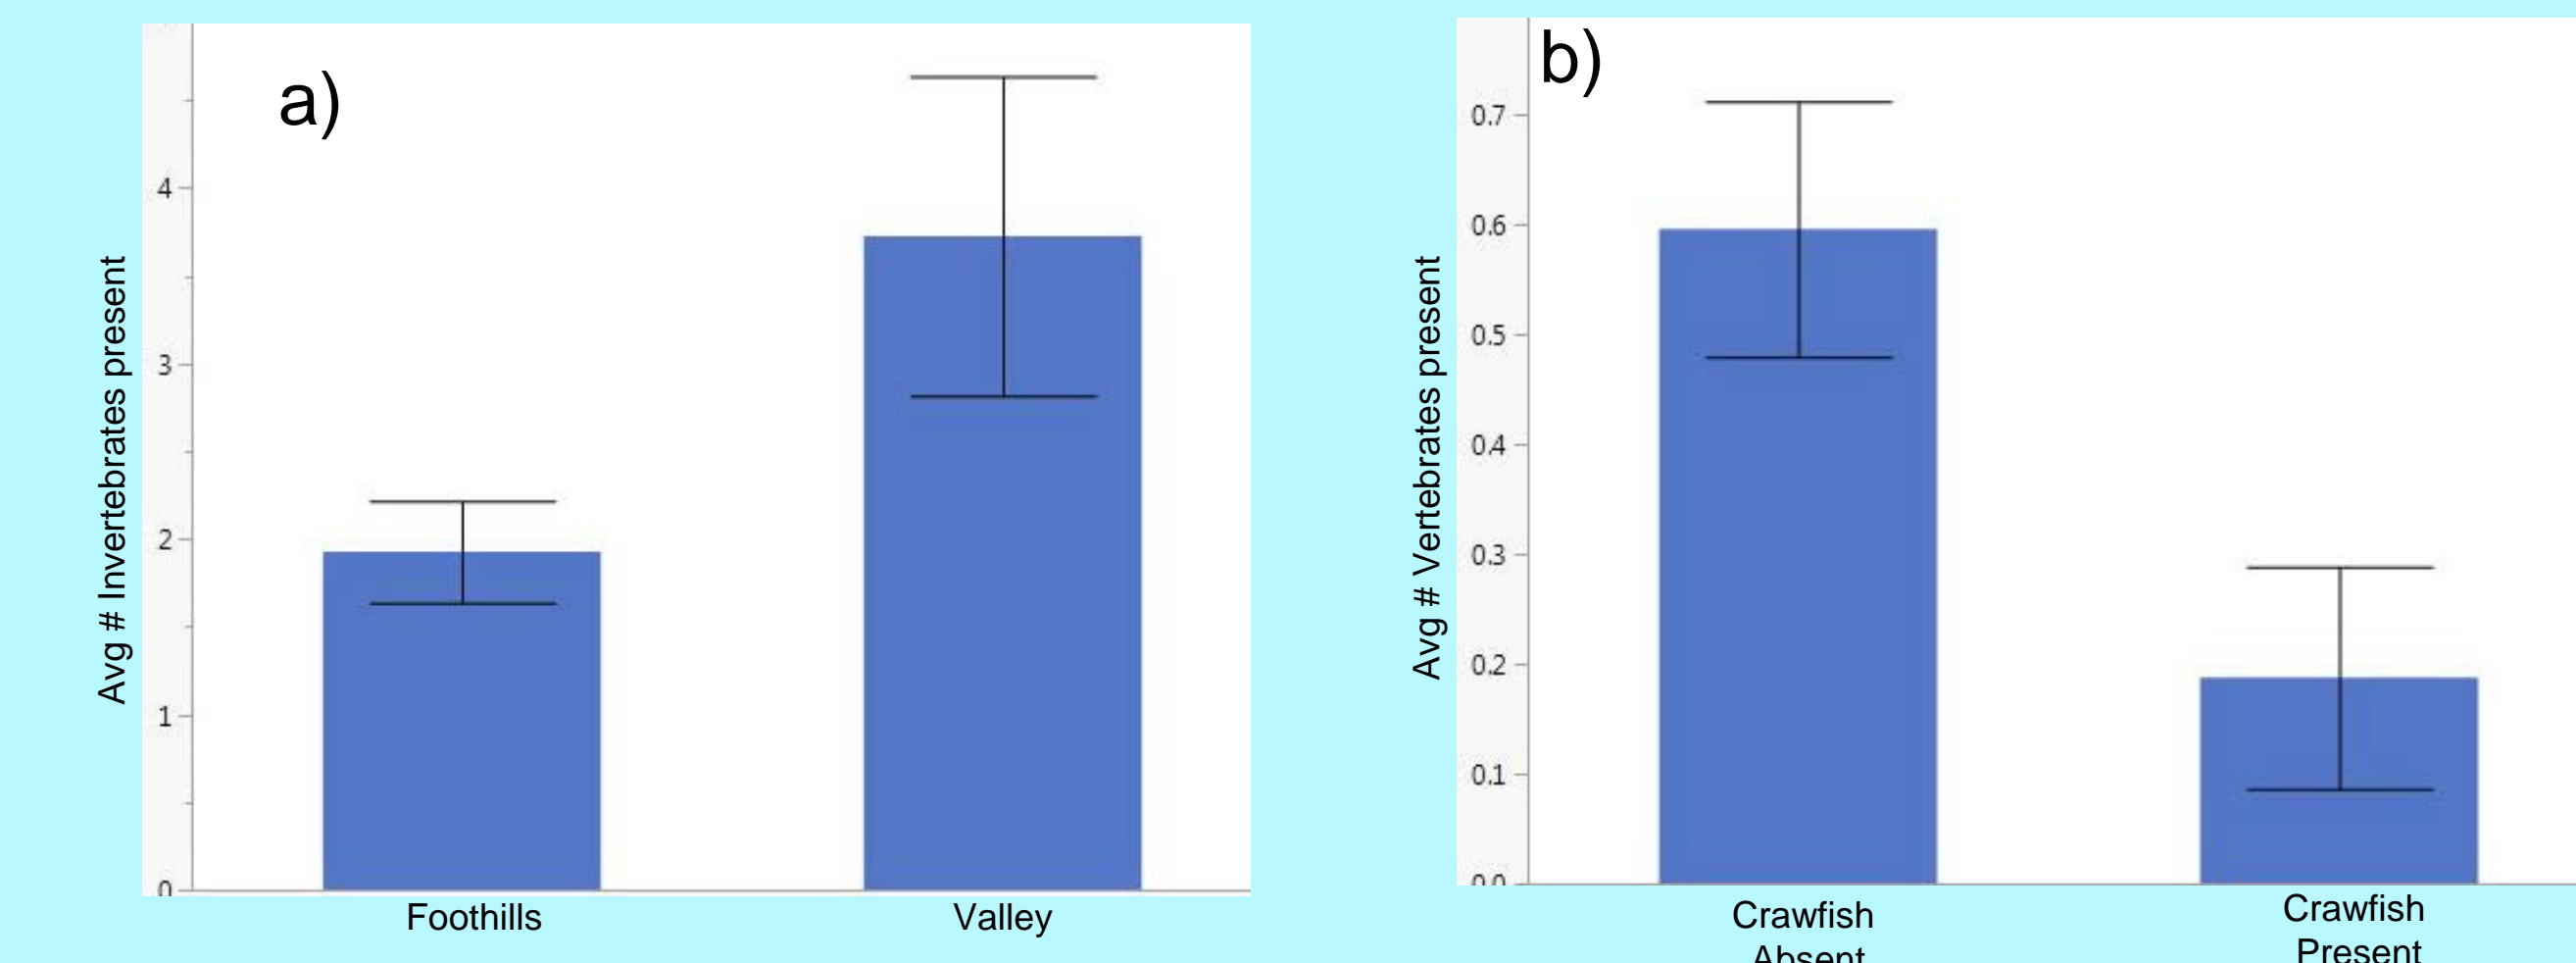 a)
Avg # Invertebrates present
4
3
2
1
0
Foothills
Valley
b)
Avg # Vertebrates present
0.7
0.6
0.5
0.4
0.3
0.2
0.1
0.0
Crawfish
Absent
Crawfish
Present